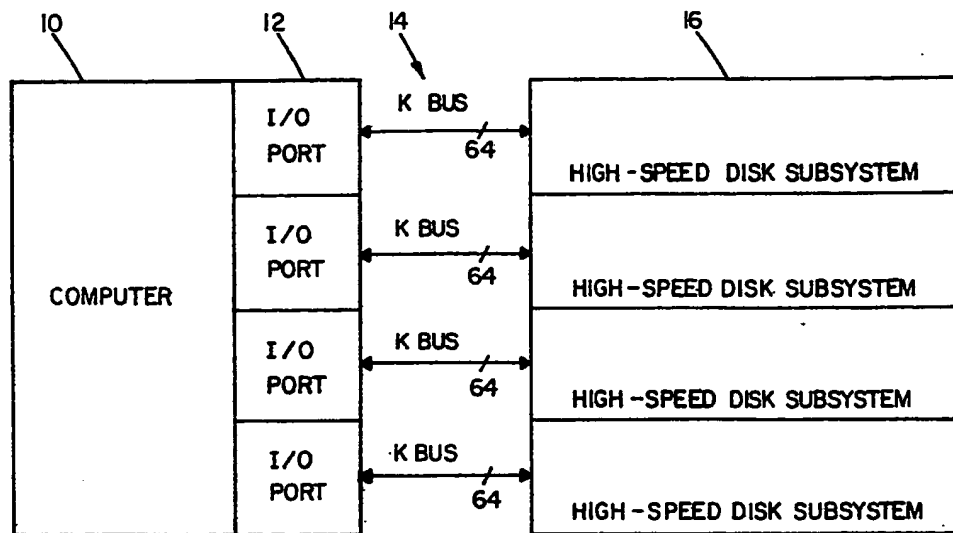 10
12
14
16
I/O
PORT
K BUS
64
HIGH-SPEED DISK SUBSYSTEM
I/O
PORT
K BUS
64
HIGH-SPEED DISK SUBSYSTEM
COMPUTER
I/O
PORT
K BUS
64
HIGH-SPEED DISK SUBSYSTEM
I/O
PORT
K BUS
64
HIGH-SPEED DISK SUBSYSTEM